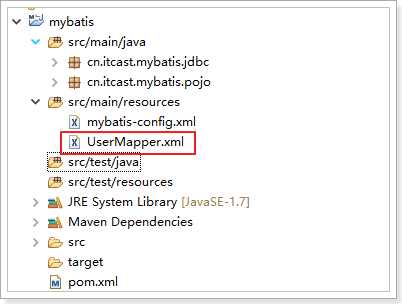 mybatis
src/main/java
cn.itcast.mybatis.jdbc
cn.itcast.mybatis.pojo
src/main/resources
mybatis-config.xml
UserMapper.xml
src/test/java
src/test/resources
JRE System Library [JavaSE-1.7]
Maven Dependencies
src
target
pom.xml